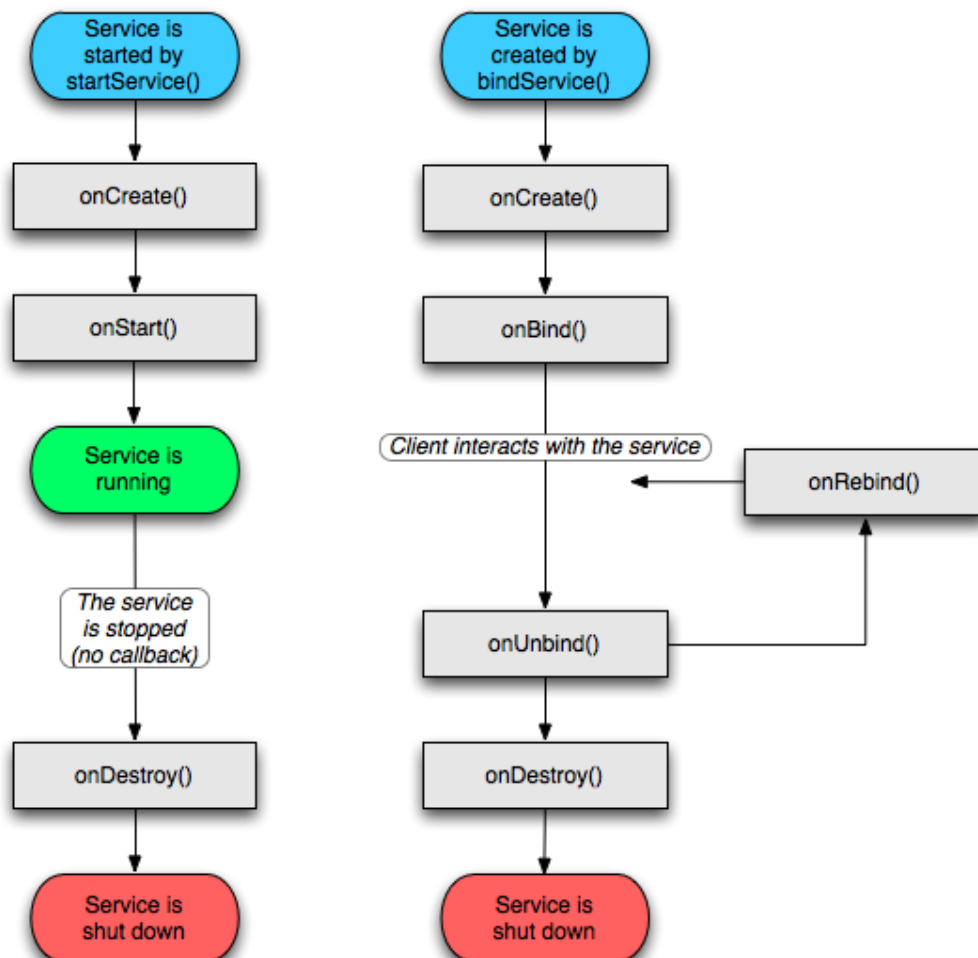 Service is
started by
startService()
onCreate()
onStart()
Service is
running
The service
is stopped
(no callback)
onDestroy()
Service is
shut down
Service is
created by
bindService()
onCreate()
onBind()
Client interacts with the service
onRebind()
onUnbind()
onDestroy()
Service is
shut down